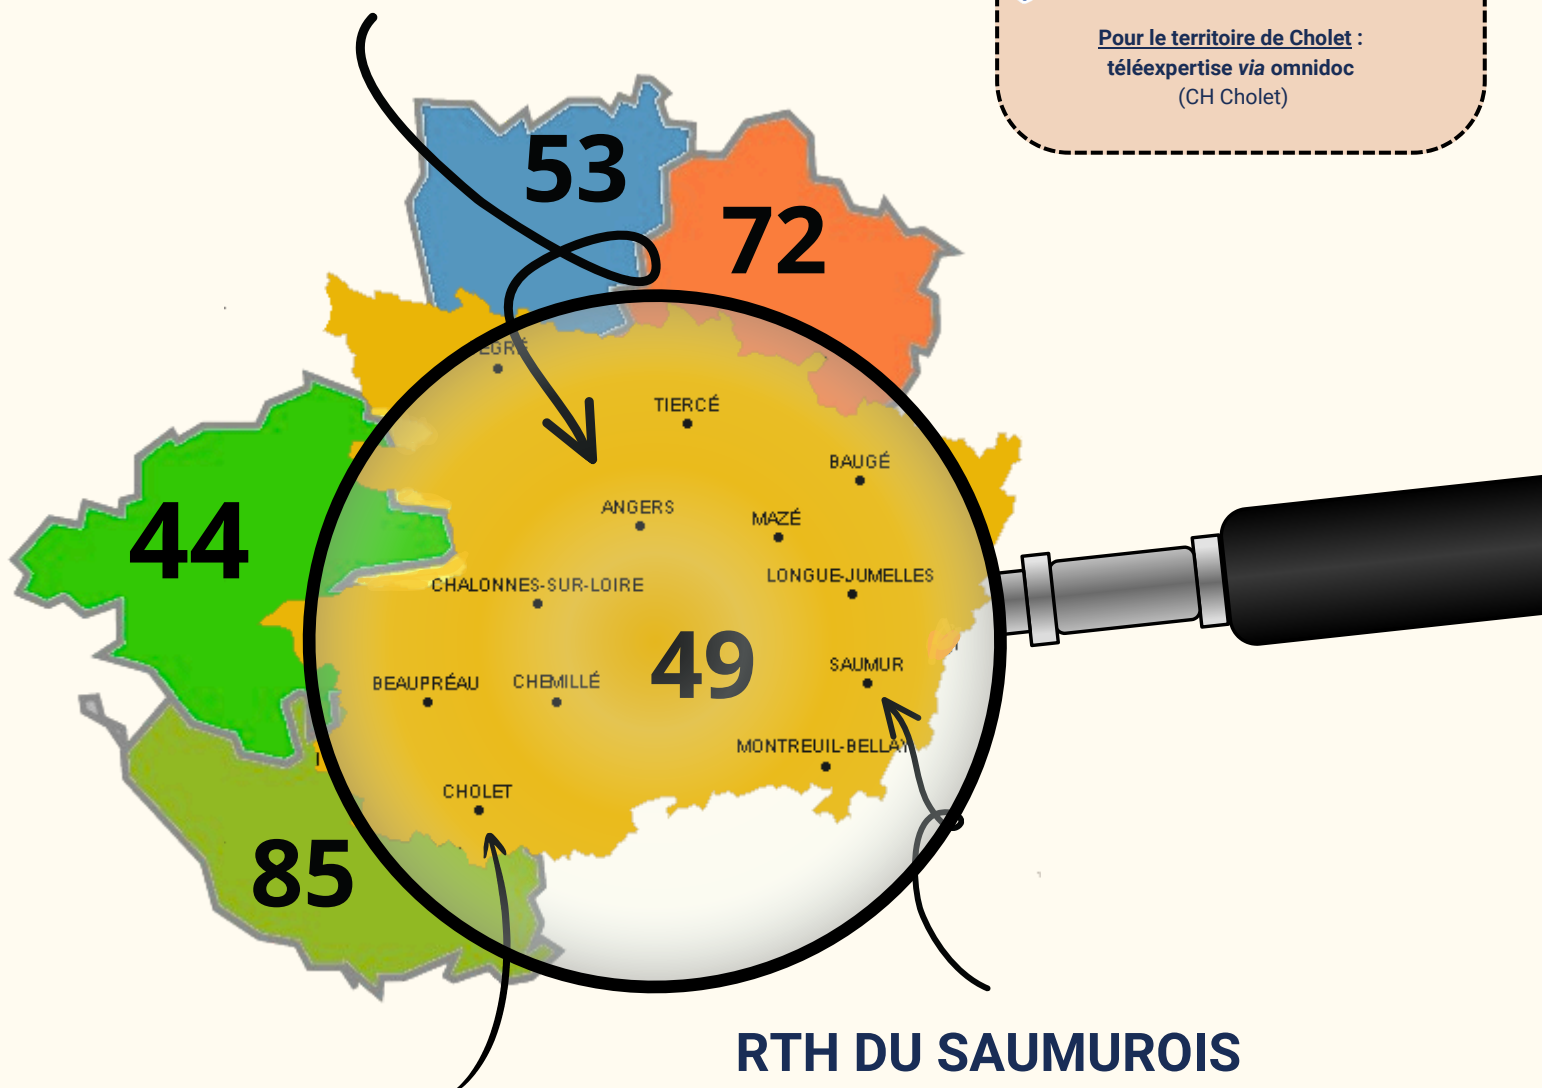 Pour le territoire de Cholet :
téléexpertise via omnidoc
(CH Cholet)
53
72
TIERCÉ
BAUGÉ
ANGERS
MAZÉ
44
LONGUE-JUMELLES
CHALONNES-SUR-LOIRE
49
SAUMUR
BEAUPRÉAU
CHEMILLÉ
MONTREUIL-BELLAY
CHOLET
85
RTH DU SAUMUROIS